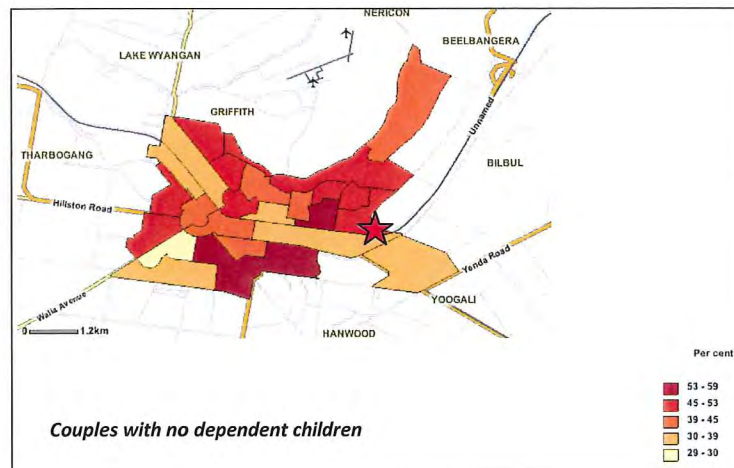 NERICON
BEELBANGERA
LAKE WYANGAN
GRIFFITH
Unnamed
THARBOGANG
BILBUL
Hillston Road
Yenda Road
YOOGALI
Walla Avenue
0 1.2km
HANWOOD
Per cent
53 - 59
45 - 53
39 - 45
30 - 39
29 - 30
Couples with no dependent children